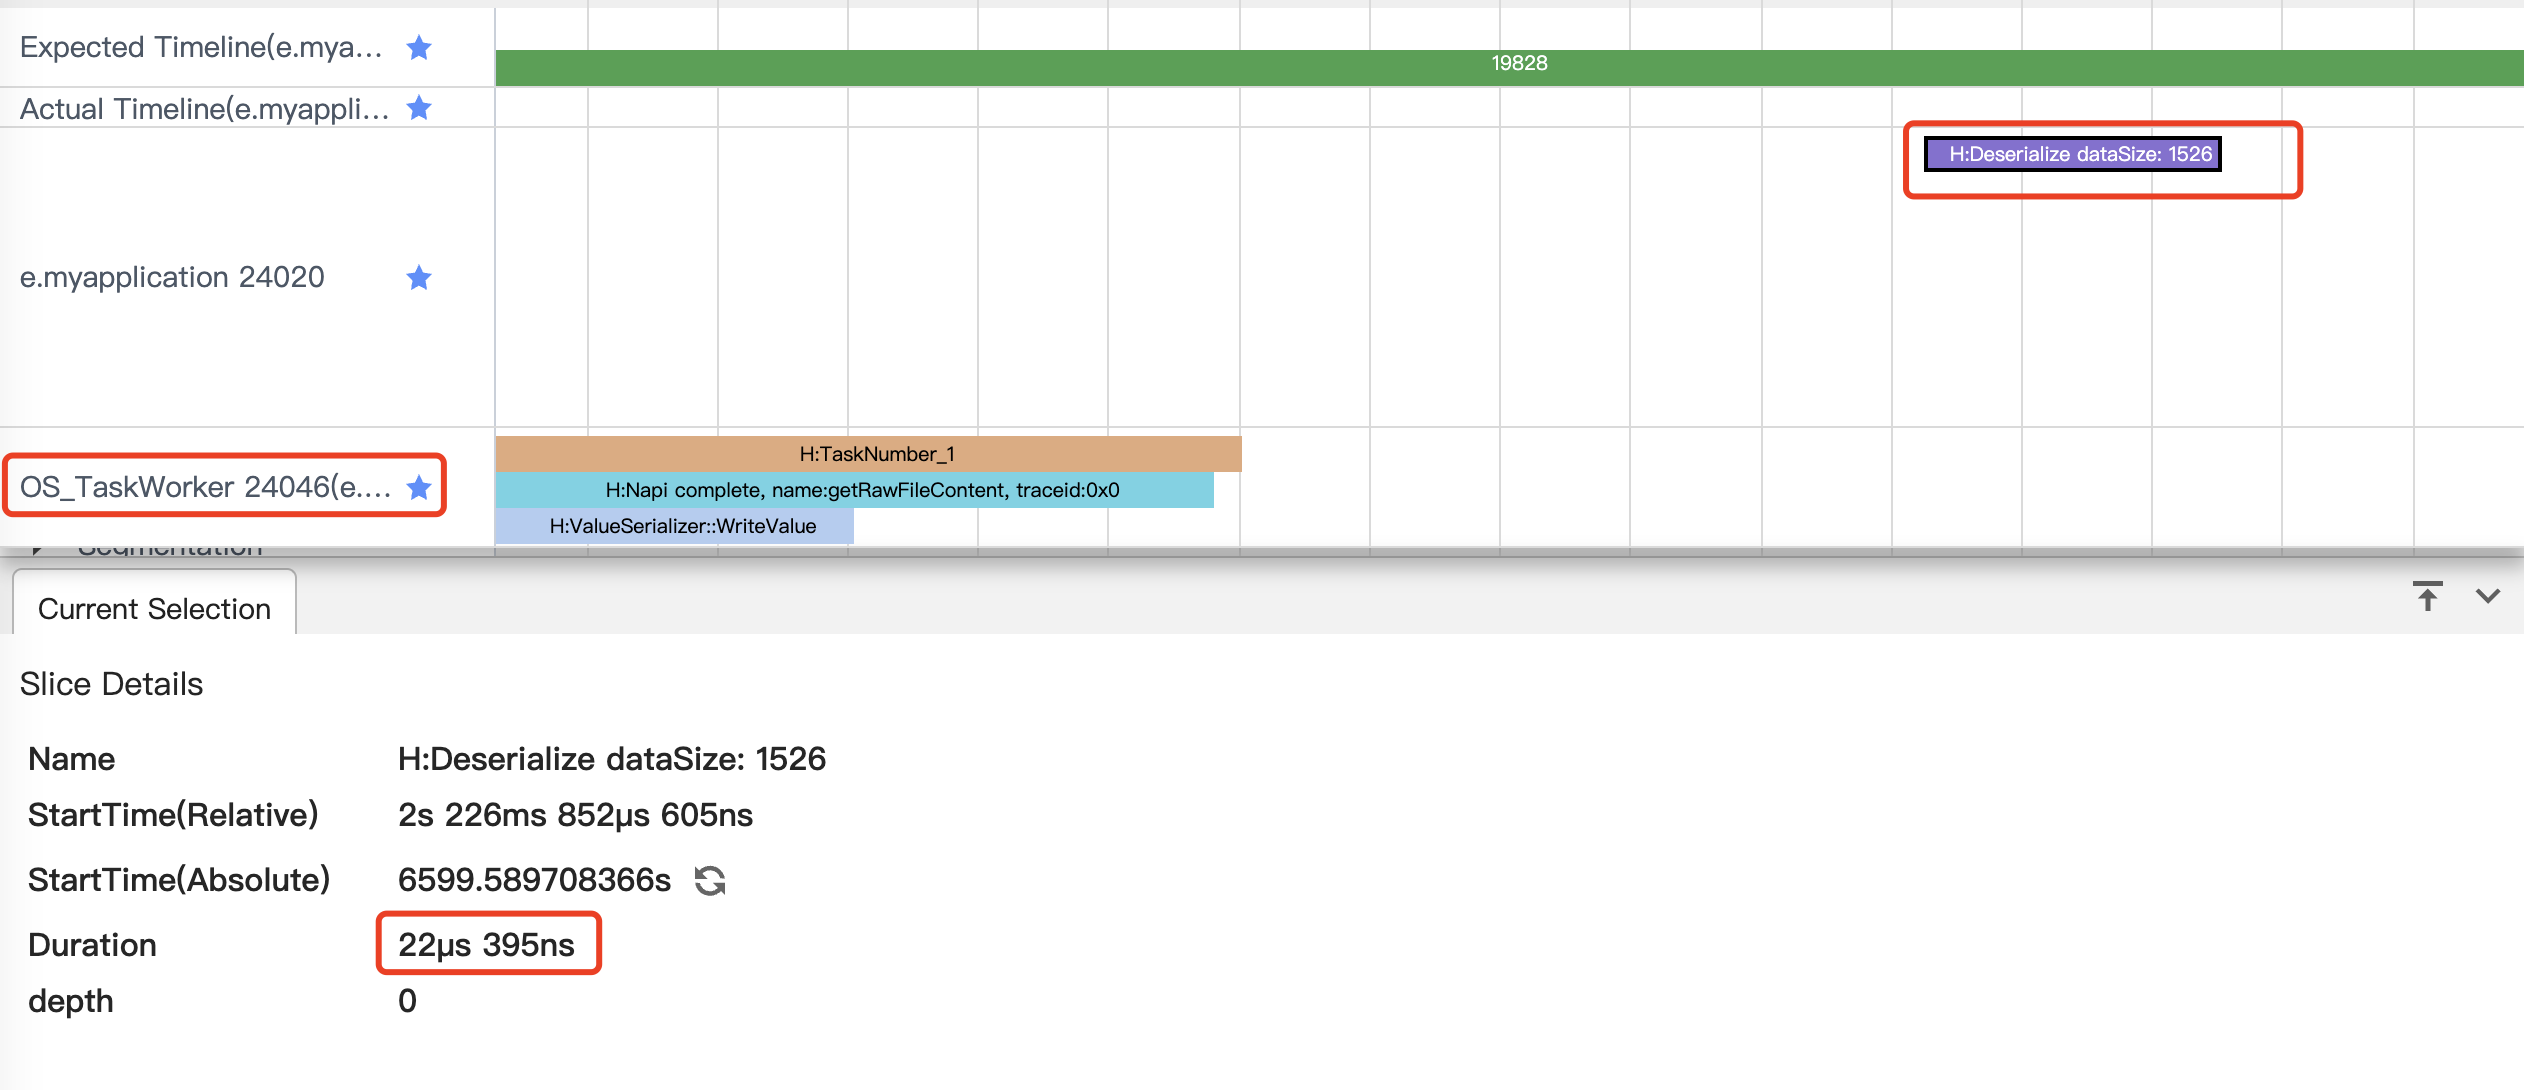 Expected Timeline(e.mya...
19828
Actual Timeline(e.myappli...
H:Deserialize dataSize: 1526
e.myapplication 24020
H:TaskNumber_1
OS_TaskWorker 24046(e....
H:Napi complete, name:getRawFileContent, traceid:0x0
H:ValueSerializer::WriteValue
Segmentation
Current Selection
Slice Details
Name H:Deserialize dataSize: 1526
StartTime(Relative) 2s 226ms 852μs 605ns
StartTime(Absolute) 6599.589708366s
Duration 22μs 395ns
depth 0